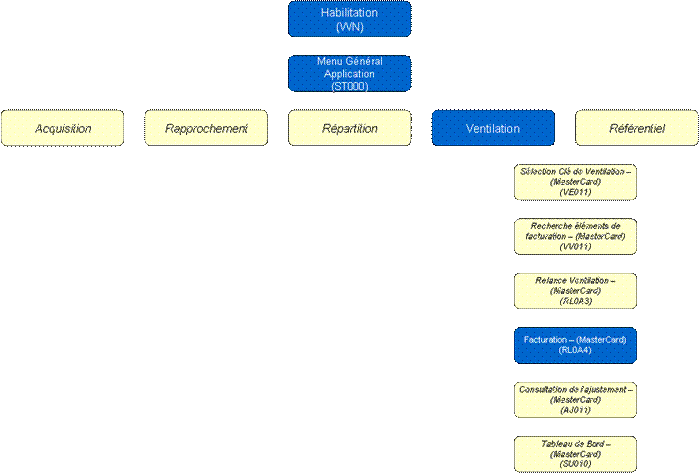 Habilitation
(VVN)
Menu Général
Application
(ST000)
Acquisition
Rapprochement
Répartition
Ventilation
Référentiel
Sélection Clé de Ventilation –
(MasterCard)
(VE011)
Recherche éléments de
facturation – (MasterCard)
(VV011)
Relance Ventilation –
(MasterCard)
(RL0A3)
Facturation – (MasterCard)
(RL0A4)
Consultation de l'ajustement –
(MasterCard)
(AJ011)
Tableau de Bord –
(MasterCard)
(SU010)